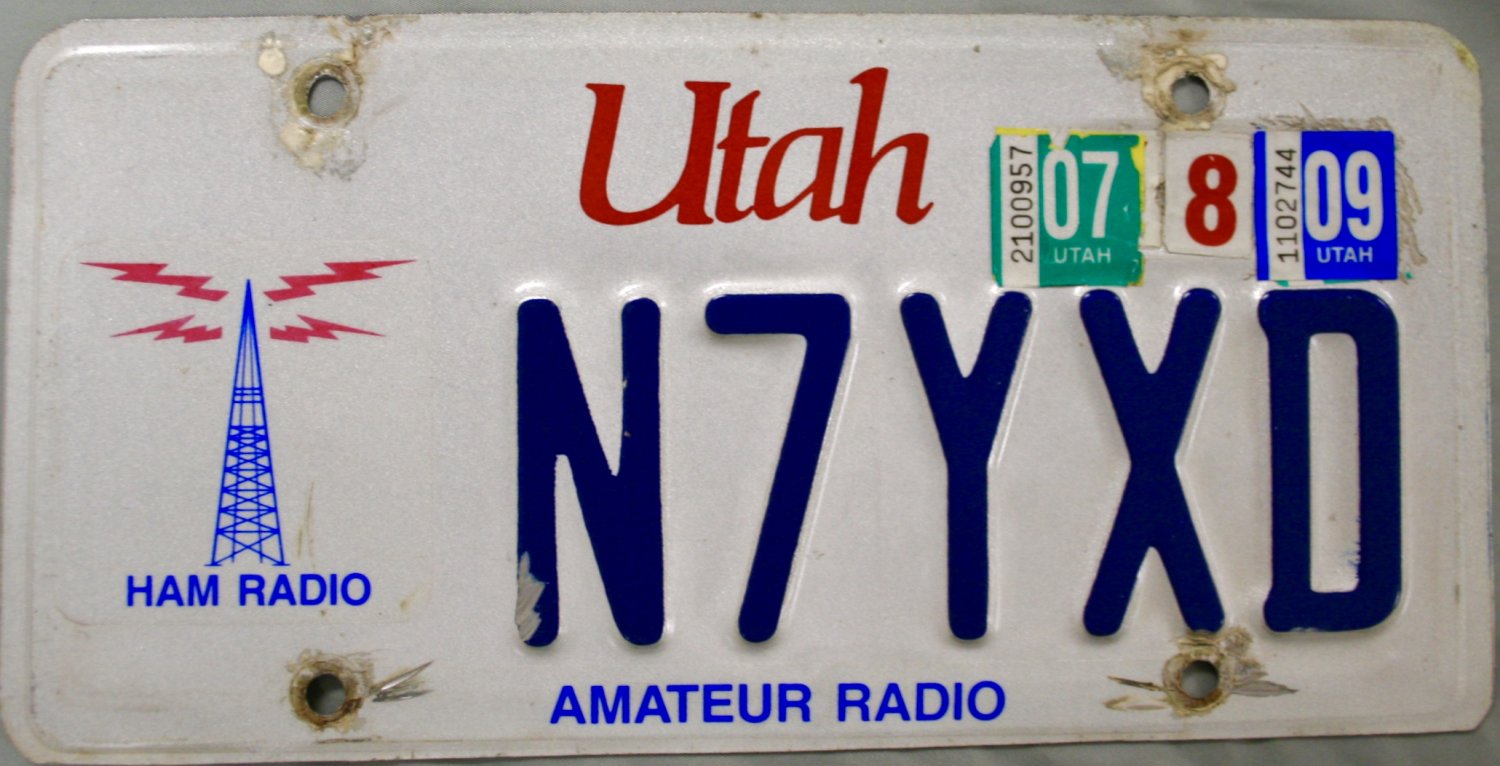 Utah
2100957
07
UTAH
8
1102744
09
UTAH
N7YXD
HAM RADIO
AMATEUR RADIO